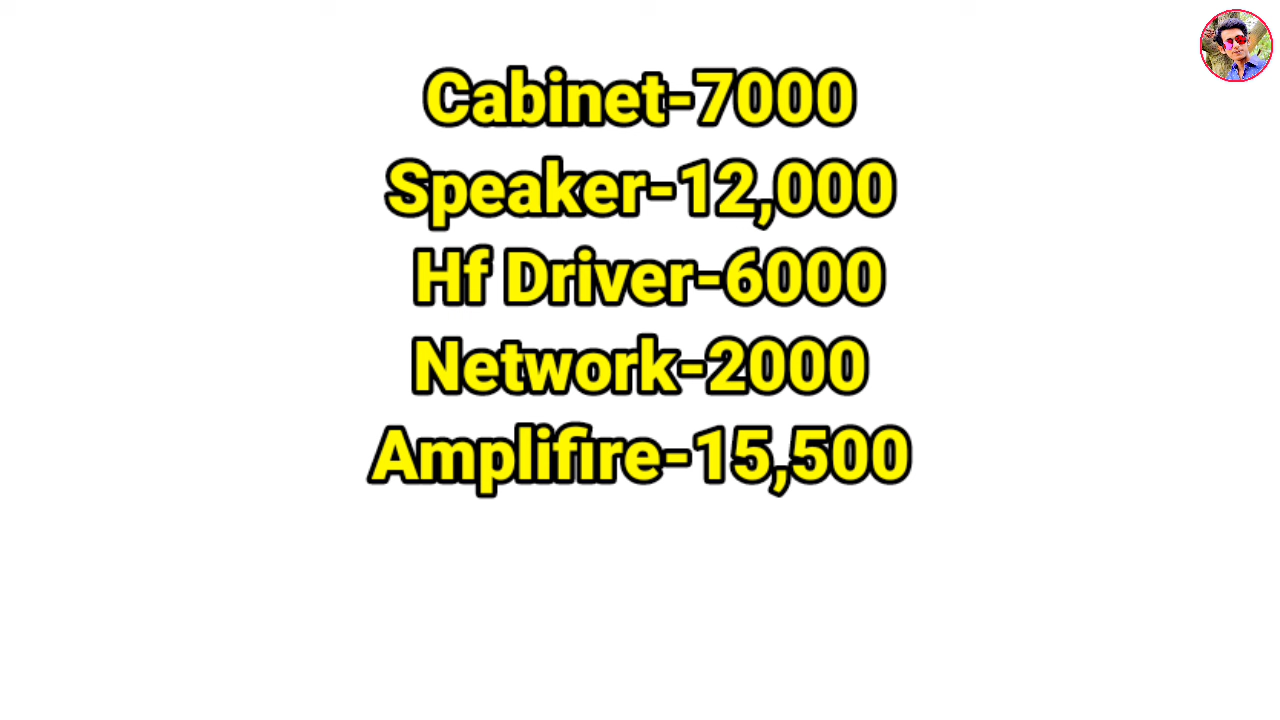 Cabinet-7000
Speaker-12,000
Hf Driver-6000
Network-2000
Amplifire-15,500